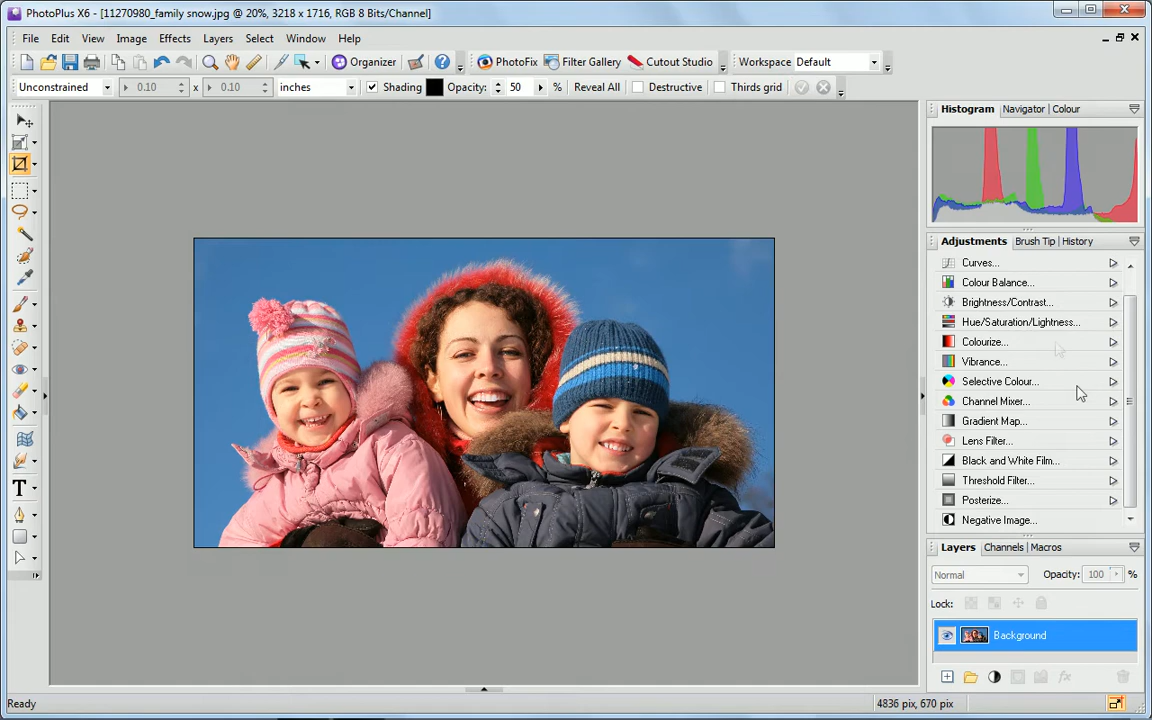 PhotoPlus X6 - [11270980_family snow.jpg @ 20%, 3218 x 1716, RGB 8 Bits/Channel]
File Edit View Image Effects Layers Select Window Help
Organizer PhotoFix Filter Gallery Cutout Studio Workspace Default
Unconstrained 0.10 x 0.10 inches Shading Opacity: 50 % Reveal All Destructive Thirds grid
Histogram Navigator Colour
Adjustments Brush Tip History
Curves...
Colour Balance...
Brightness/Contrast...
Hue/Saturation/Lightness...
Colourize...
Vibrance...
Selective Colour...
Channel Mixer...
Gradient Map...
Lens Filter...
Black and White Film...
Threshold Filter...
Posterize...
Negative Image...
Layers Channels Macros
Normal Opacity: 100 %
Lock:
Background
Ready 4836 pix, 670 pix